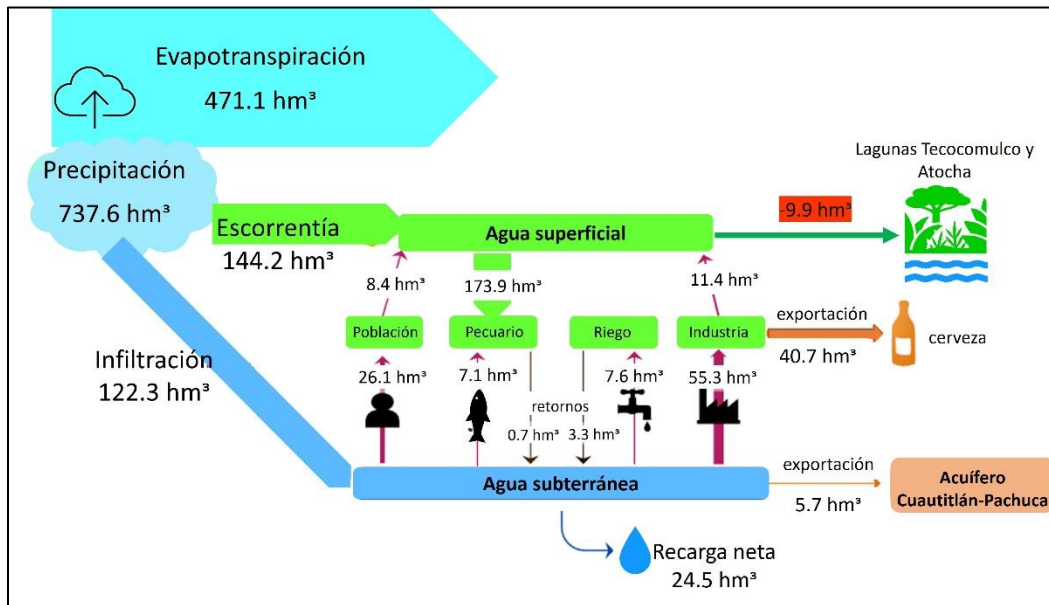 Evapotranspiración
471.1 hm³
Precipitación
737.6 hm³
Lagunas Tecocomulco y
Atocha
-9.9 hm³
Escorrentía
144.2 hm³
Agua superficial
8.4 hm³
173.9 hm³
11.4 hm³
Población
Pecuario
Riego
Industria
exportación
40.7 hm³
cerveza
Infiltración
122.3 hm³
26.1 hm³
7.1 hm³
7.6 hm³
55.3 hm³
retornos
0.7 hm³
3.3 hm³
Agua subterránea
exportación
5.7 hm³
Acuífero
Cuautitlán-Pachuca
Recarga neta
24.5 hm³